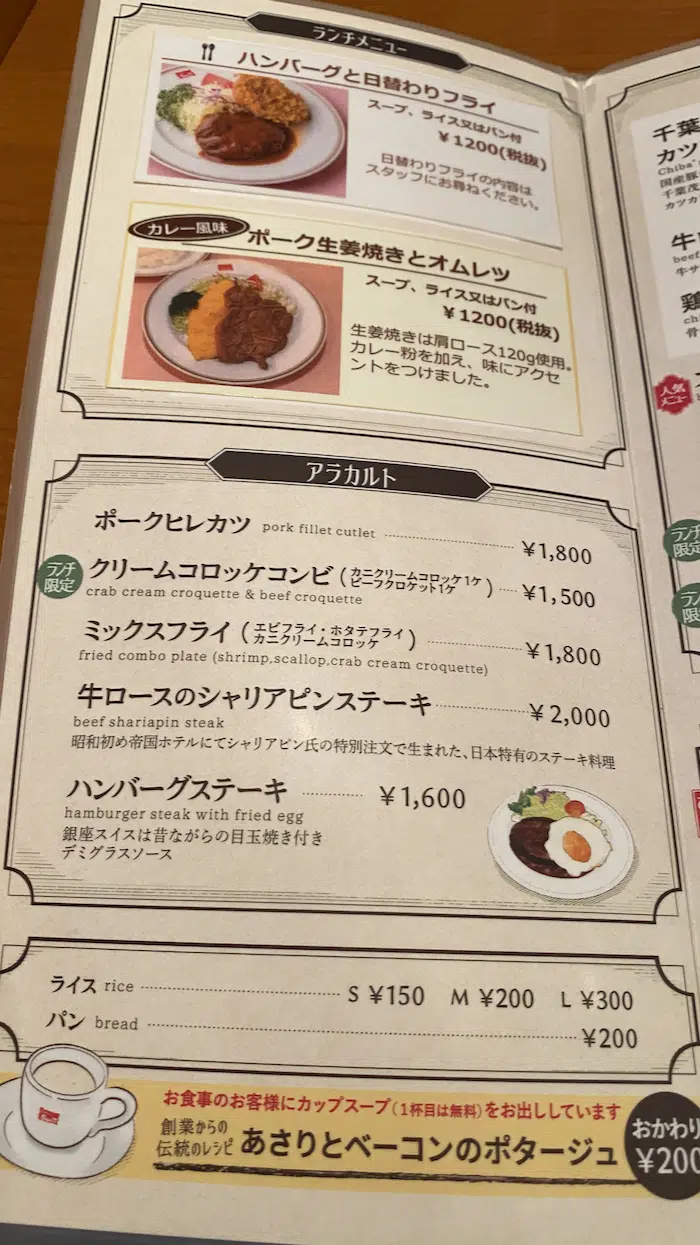 ランチメニュー
ハンバーグと日替わりフライ
スープ、ライス又はパン付
¥1200(税抜)
日替わりフライの内容は
スタッフにお尋ねください。
カレー風味
ポーク生姜焼きとオムレツ
スープ、ライス又はパン付
¥1200(税抜)
生姜焼きは肩ロース120g使用。
カレー粉を加え、味にアクセ
ントをつけました。
アラカルト
ポークヒレカツ pork fillet cutlet ¥1,800
ランチ
限定
クリームコロッケコンビ (カニクリームコロッケ1ケ
ビーフクロケット1ケ) ¥1,500
crab cream croquette & beef croquette
ミックスフライ (エビフライ・ホタテフライ
カニクリームコロッケ) ¥1,800
fried combo plate (shrimp,scallop,crab cream croquette)
牛ロースのシャリアピンステーキ ¥2,000
beef shariapin steak
昭和初め帝国ホテルにてシャリアピン氏の特別注文で生まれた、日本特有のステーキ料理
ハンバーグステーキ ¥1,600
hamburger steak with fried egg
銀座スイスは昔ながらの目玉焼き付き
デミグラスソース
ライス rice S ¥150 M ¥200 L ¥300
パン bread ¥200
お食事のお客様にカップスープ(1杯目は無料)をお出ししています
創業からの
伝統のレシピ
あさりとベーコンのポタージュ
おかわり
¥200
千葉
カツ
Chiba'
国産豚
千葉茂
カツカ
牛
beef
牛サ
鶏
ch
骨
人気
メニュー
ランチ
限定